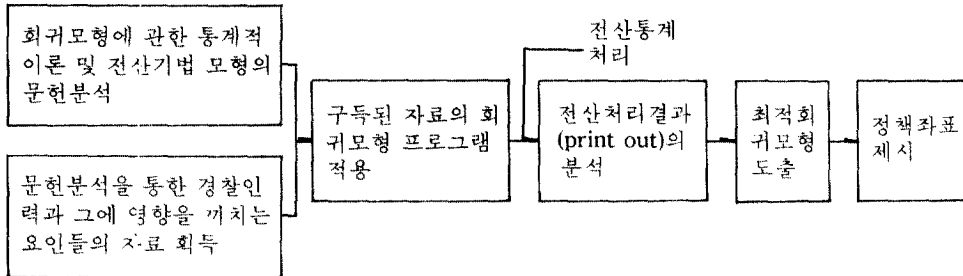 회귀모형에 관한 통계적
이론 및 전산기법 모형의
문헌분석
문헌분석을 통한 경찰인
력과 그에 영향을 끼치는
요인들의 자료 획득
구득된 자료의 회
귀모형 프로그램
적용
전산통계
처리
전산처리결과
(print out)의
분석
최적회
귀모형
도출
정책좌표
제시